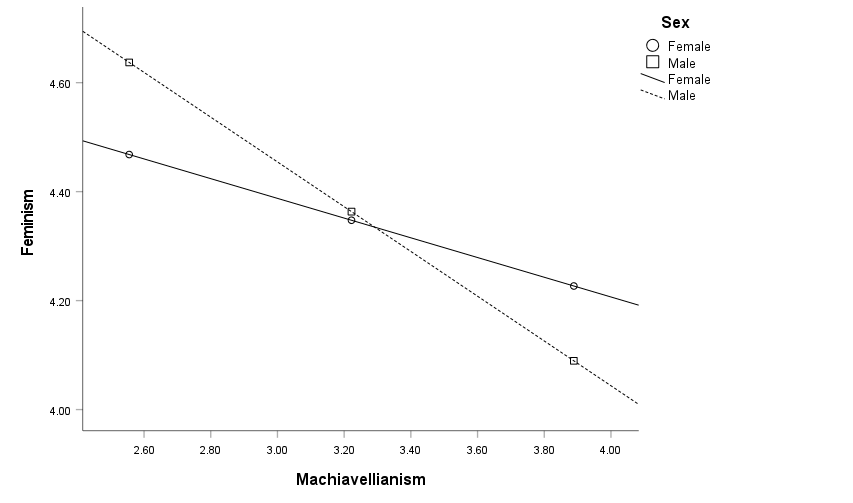 Sex
Female
Male
Female
Male
4.60
4.40
4.20
4.00
Feminism
2.60 2.80 3.00 3.20 3.40 3.60 3.80 4.00
Machiavellianism